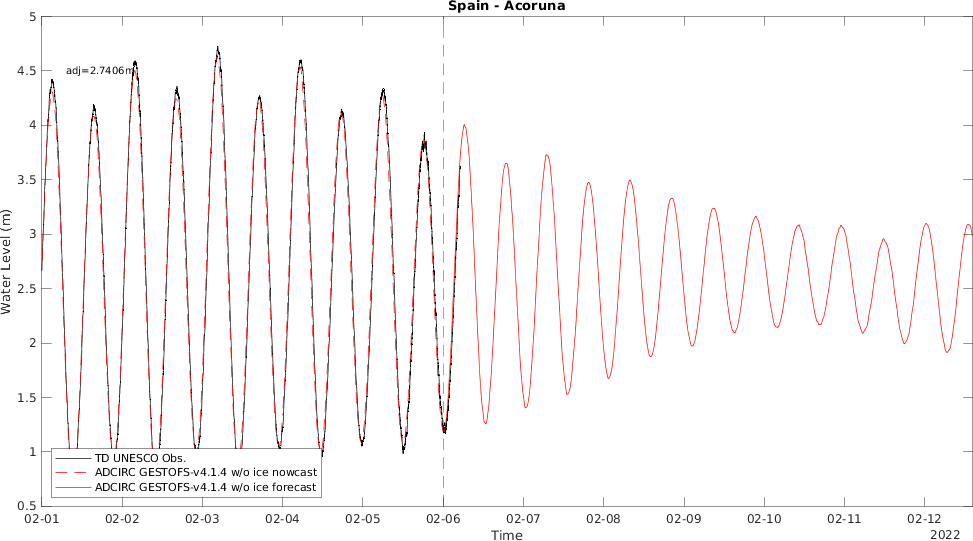 Spain - Acoruna
5
4.5
4
3.5
3
2.5
2
1.5
1
0.5
Water Level (m)
adj=2.7406m
TD UNESCO Obs.
ADCIRC GESTOFS-v4.1.4 w/o ice nowcast
ADCIRC GESTOFS-v4.1.4 w/o ice forecast
02-01 02-02 02-03 02-04 02-05 02-06 02-07 02-08 02-09 02-10 02-11 02-12
Time
2022